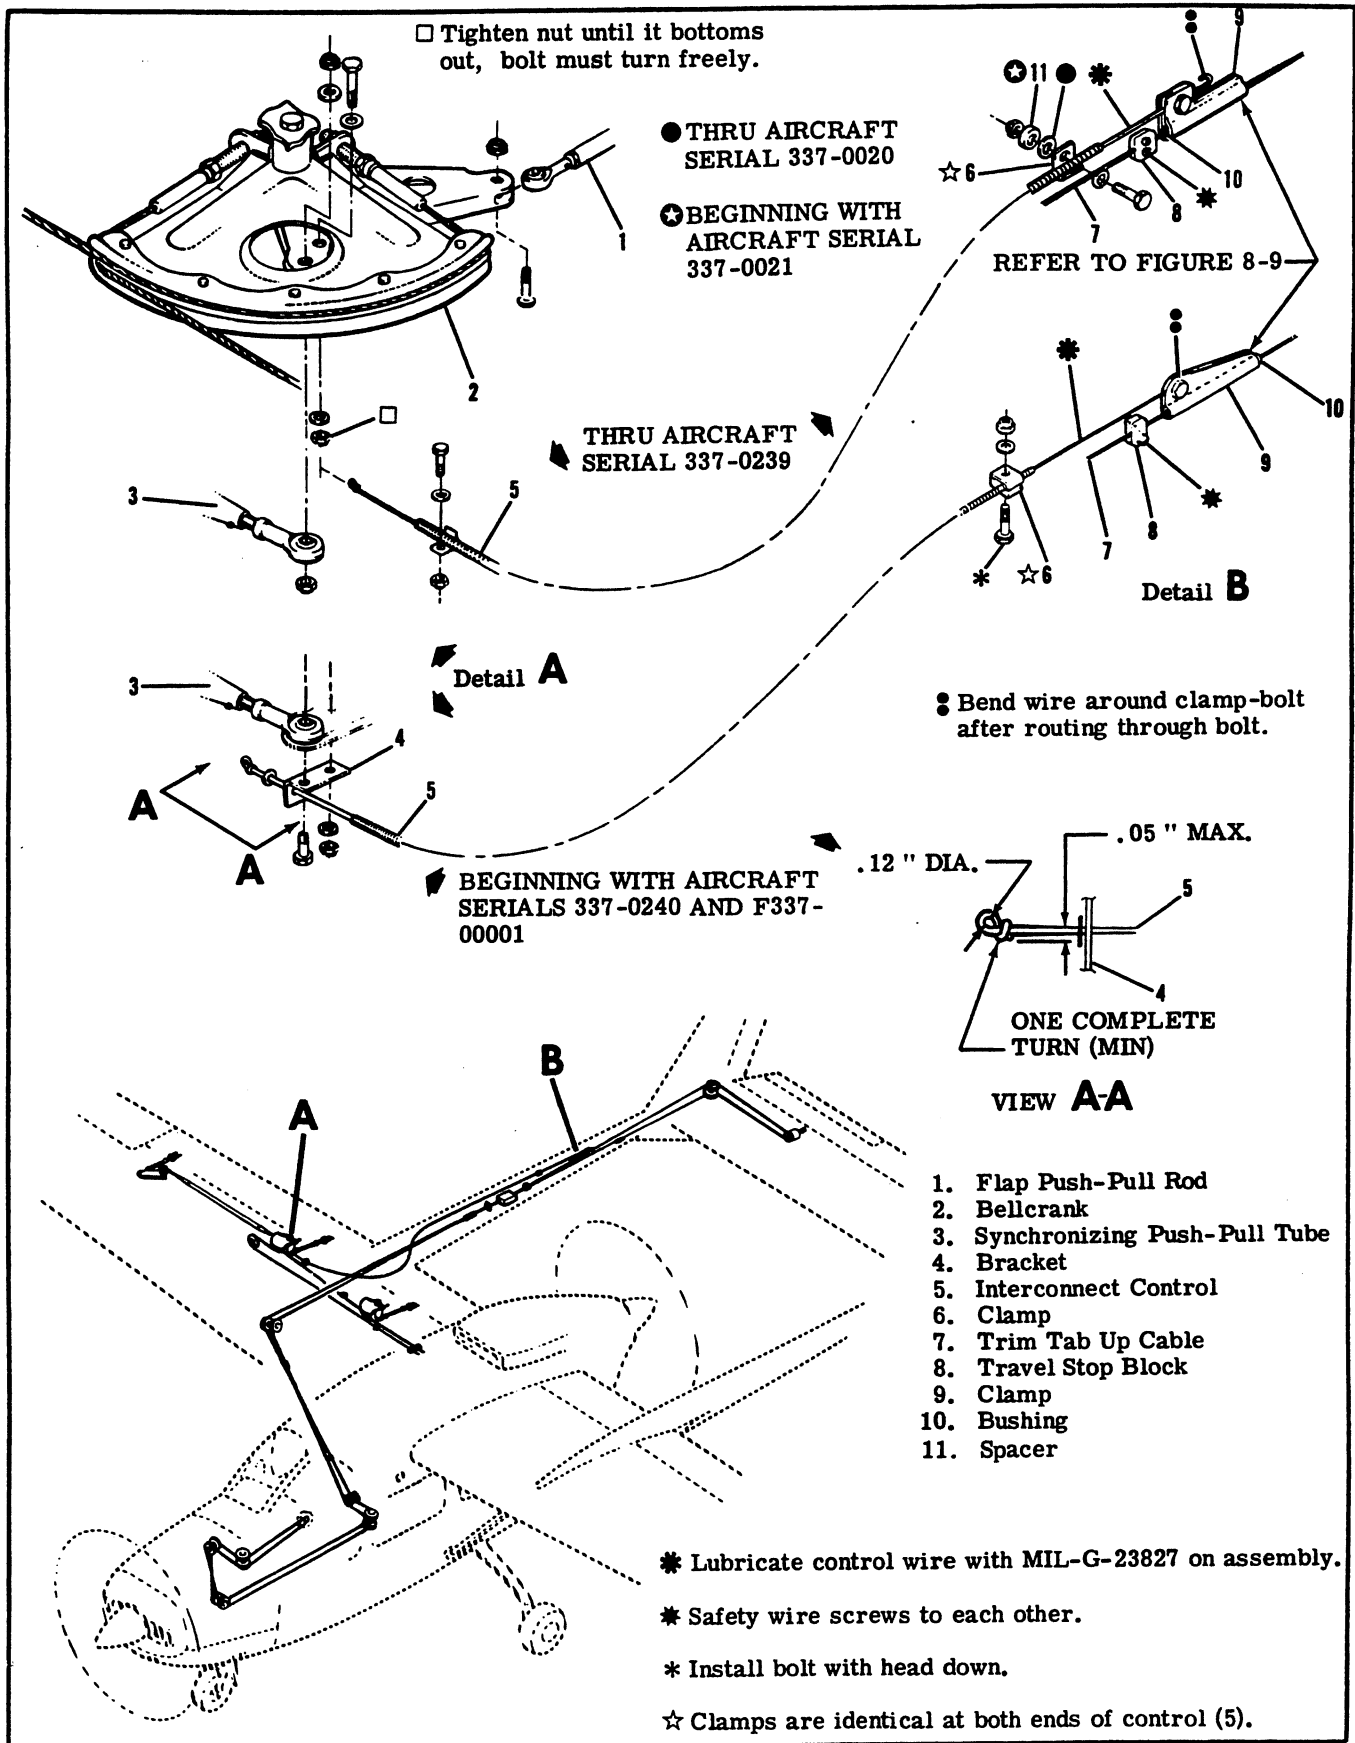 □ Tighten nut until it bottoms
out, bolt must turn freely.
● THRU AIRCRAFT
SERIAL 337-0020
✪ BEGINNING WITH
AIRCRAFT SERIAL
337-0021
1
2
3
□
THRU AIRCRAFT
SERIAL 337-0239
5
9
✪ 11 ●
☆ 6
7
8
10
REFER TO FIGURE 8-9
10
9
8
7
* ☆ 6
Detail B
Detail A
3
4
5
A
A
BEGINNING WITH AIRCRAFT
SERIALS 337-0240 AND F337-
00001
Bend wire around clamp-bolt
after routing through bolt.
.05 " MAX.
.12 " DIA.
5
4
ONE COMPLETE
TURN (MIN)
VIEW A-A
A
B
1. Flap Push-Pull Rod
2. Bellcrank
3. Synchronizing Push-Pull Tube
4. Bracket
5. Interconnect Control
6. Clamp
7. Trim Tab Up Cable
8. Travel Stop Block
9. Clamp
10. Bushing
11. Spacer
✱ Lubricate control wire with MIL-G-23827 on assembly.
✷ Safety wire screws to each other.
* Install bolt with head down.
☆ Clamps are identical at both ends of control (5).